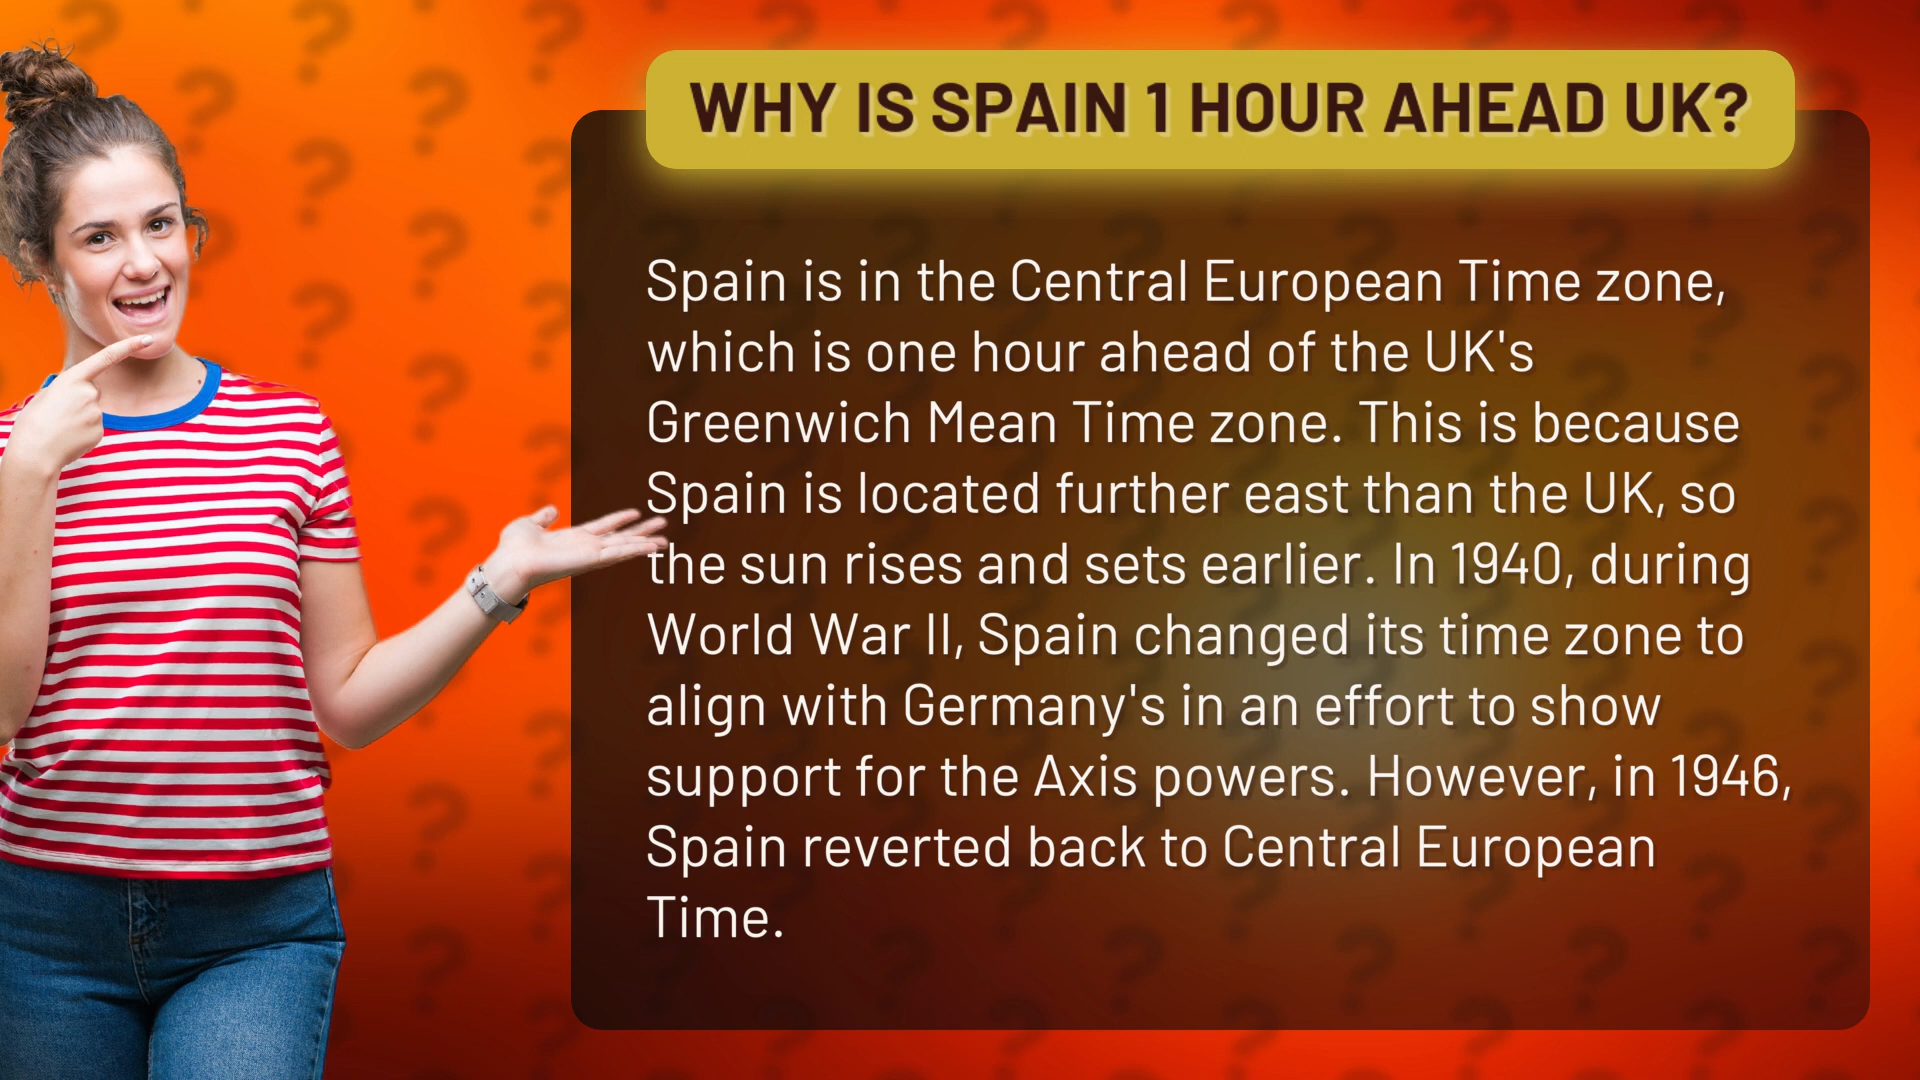 WHY IS SPAIN 1 HOUR AHEAD UK?
Spain is in the Central European Time zone,
which is one hour ahead of the UK's
Greenwich Mean Time zone. This is because
Spain is located further east than the UK, so
the sun rises and sets earlier. In 1940, during
World War II, Spain changed its time zone to
align with Germany's in an effort to show
support for the Axis powers. However, in 1946,
Spain reverted back to Central European
Time.